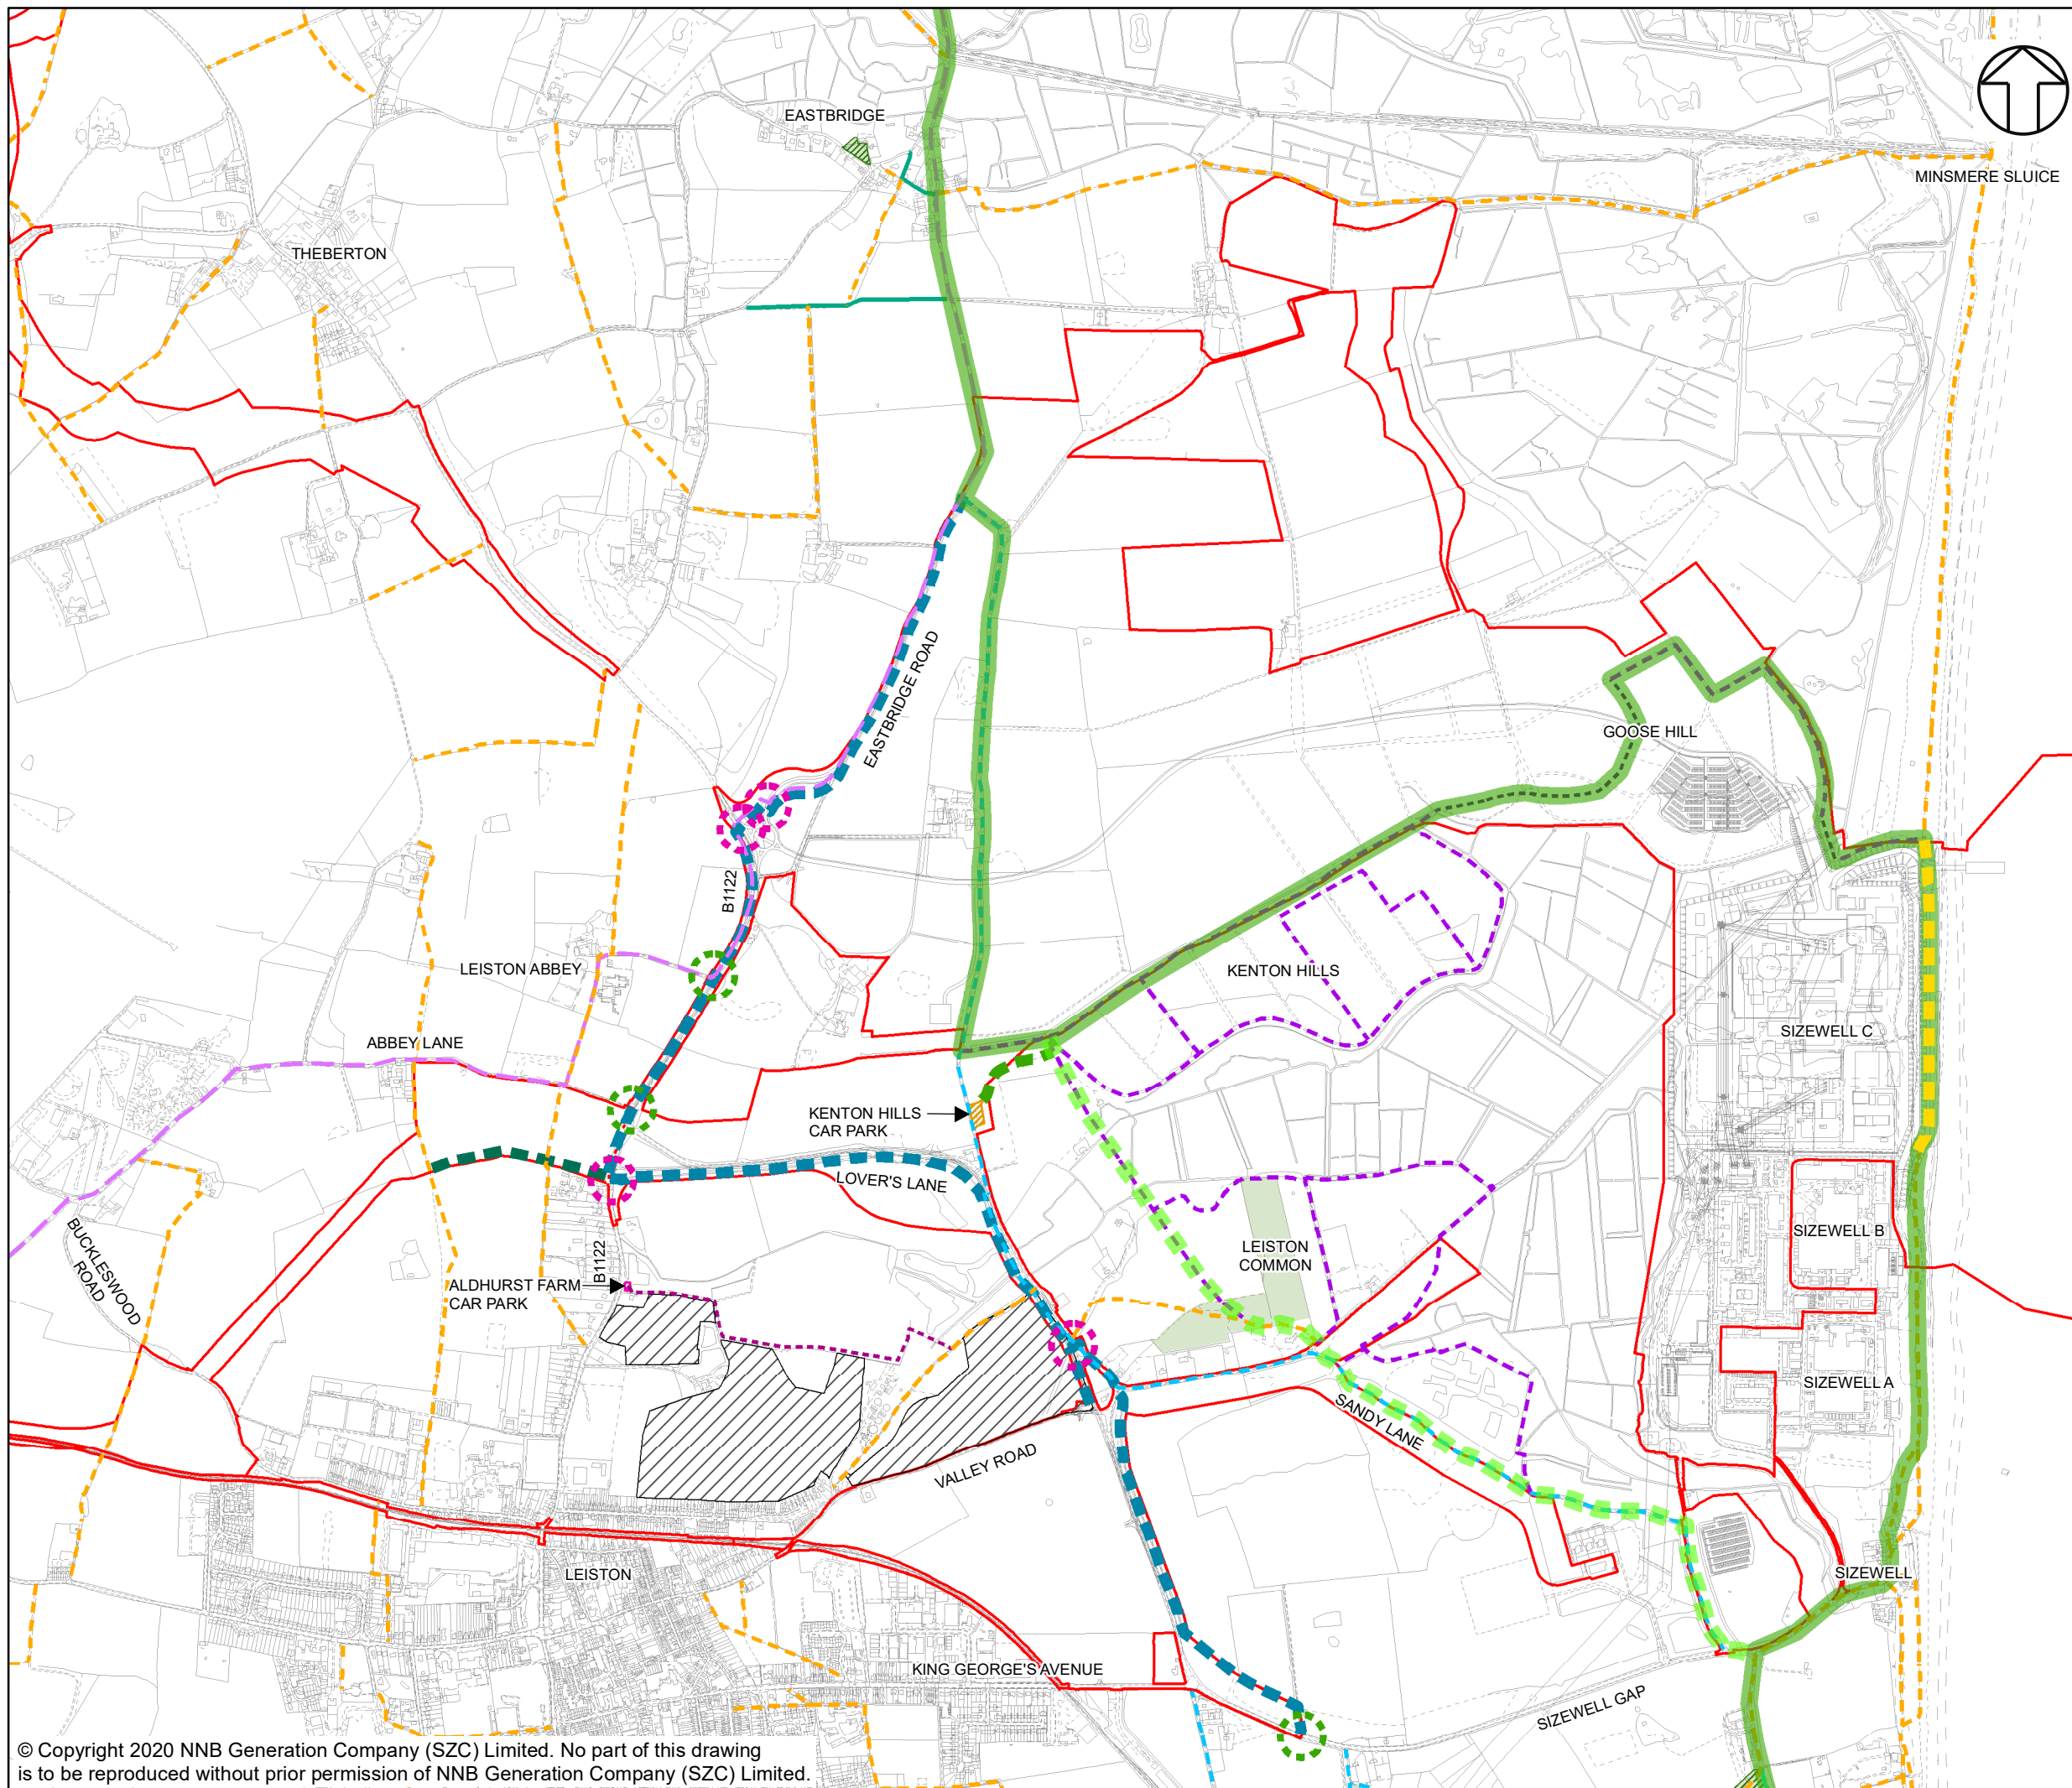 EASTBRIDGE
MINSMERE SLUICE
THEBERTON
EASTBRIDGE ROAD
GOOSE HILL
B1122
LEISTON ABBEY
KENTON HILLS
SIZEWELL C
ABBEY LANE
KENTON HILLS
CAR PARK
LOVER'S LANE
BUCKLESWOOD
ROAD
SIZEWELL B
LEISTON
COMMON
B1122
ALDHURST FARM
CAR PARK
SIZEWELL A
SANDY LANE
VALLEY ROAD
LEISTON
SIZEWELL
KING GEORGE'S AVENUE
SIZEWELL GAP
© Copyright 2020 NNB Generation Company (SZC) Limited. No part of this drawing
is to be reproduced without prior permission of NNB Generation Company (SZC) Limited.